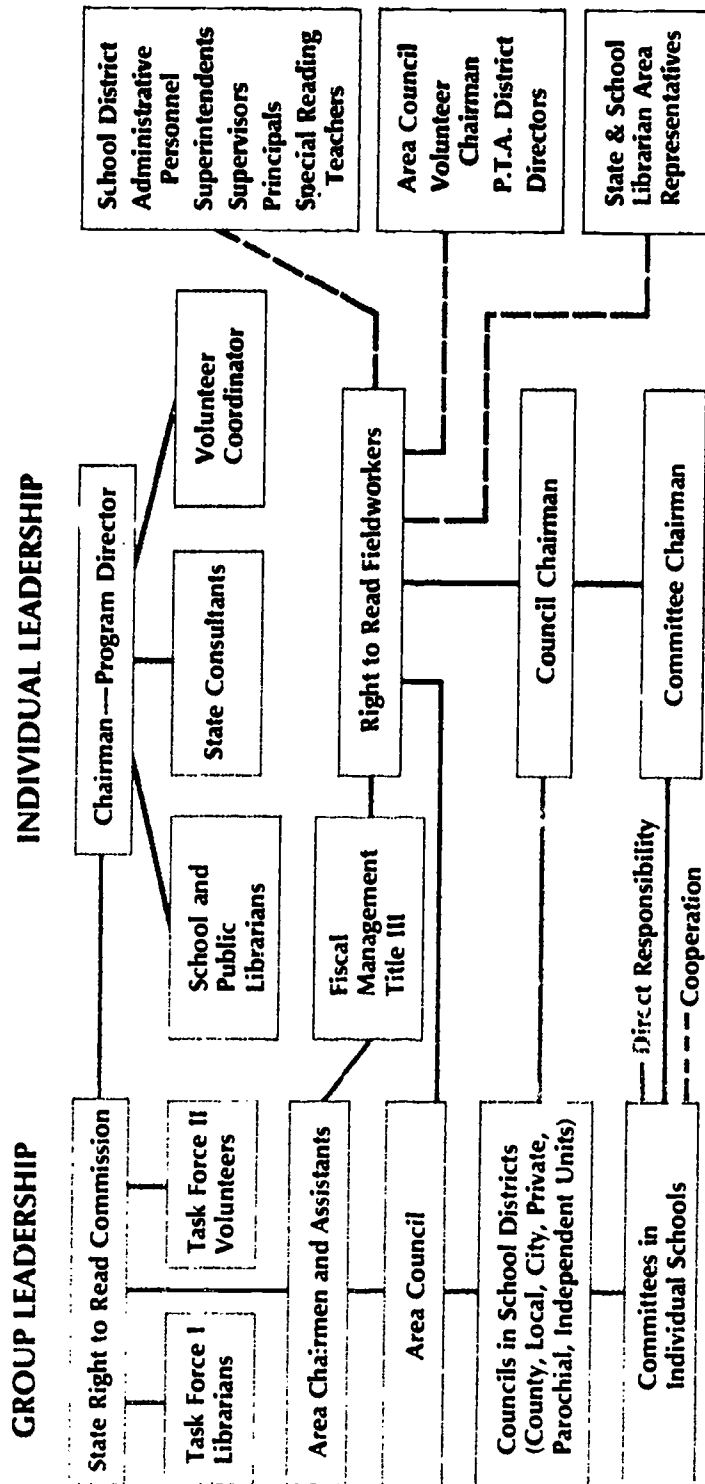 GROUP LEADERSHIP
INDIVIDUAL LEADERSHIP
State Right to Read Commission
Chairman—Program Director
Task Force I
Librarians
Task Force II
Volunteers
School and
Public
Librarians
State Consultants
Volunteer
Coordinator
School District
Administrative
Personnel
Superintendents
Supervisors
Principals
Special Reading
Teachers
Area Chairmen and Assistants
Fiscal
Management
Title III
Right to Read Fieldworkers
Area Council
Volunteer
Chairman
P.T.A. District
Directors
Area Council
Councils in School Districts
(County, Local, City, Private,
Parochial, Independent Units)
Council Chairman
State & School
Librarian Area
Representatives
Committees in
Individual Schools
Committee Chairman
Direct Responsibility
Cooperation